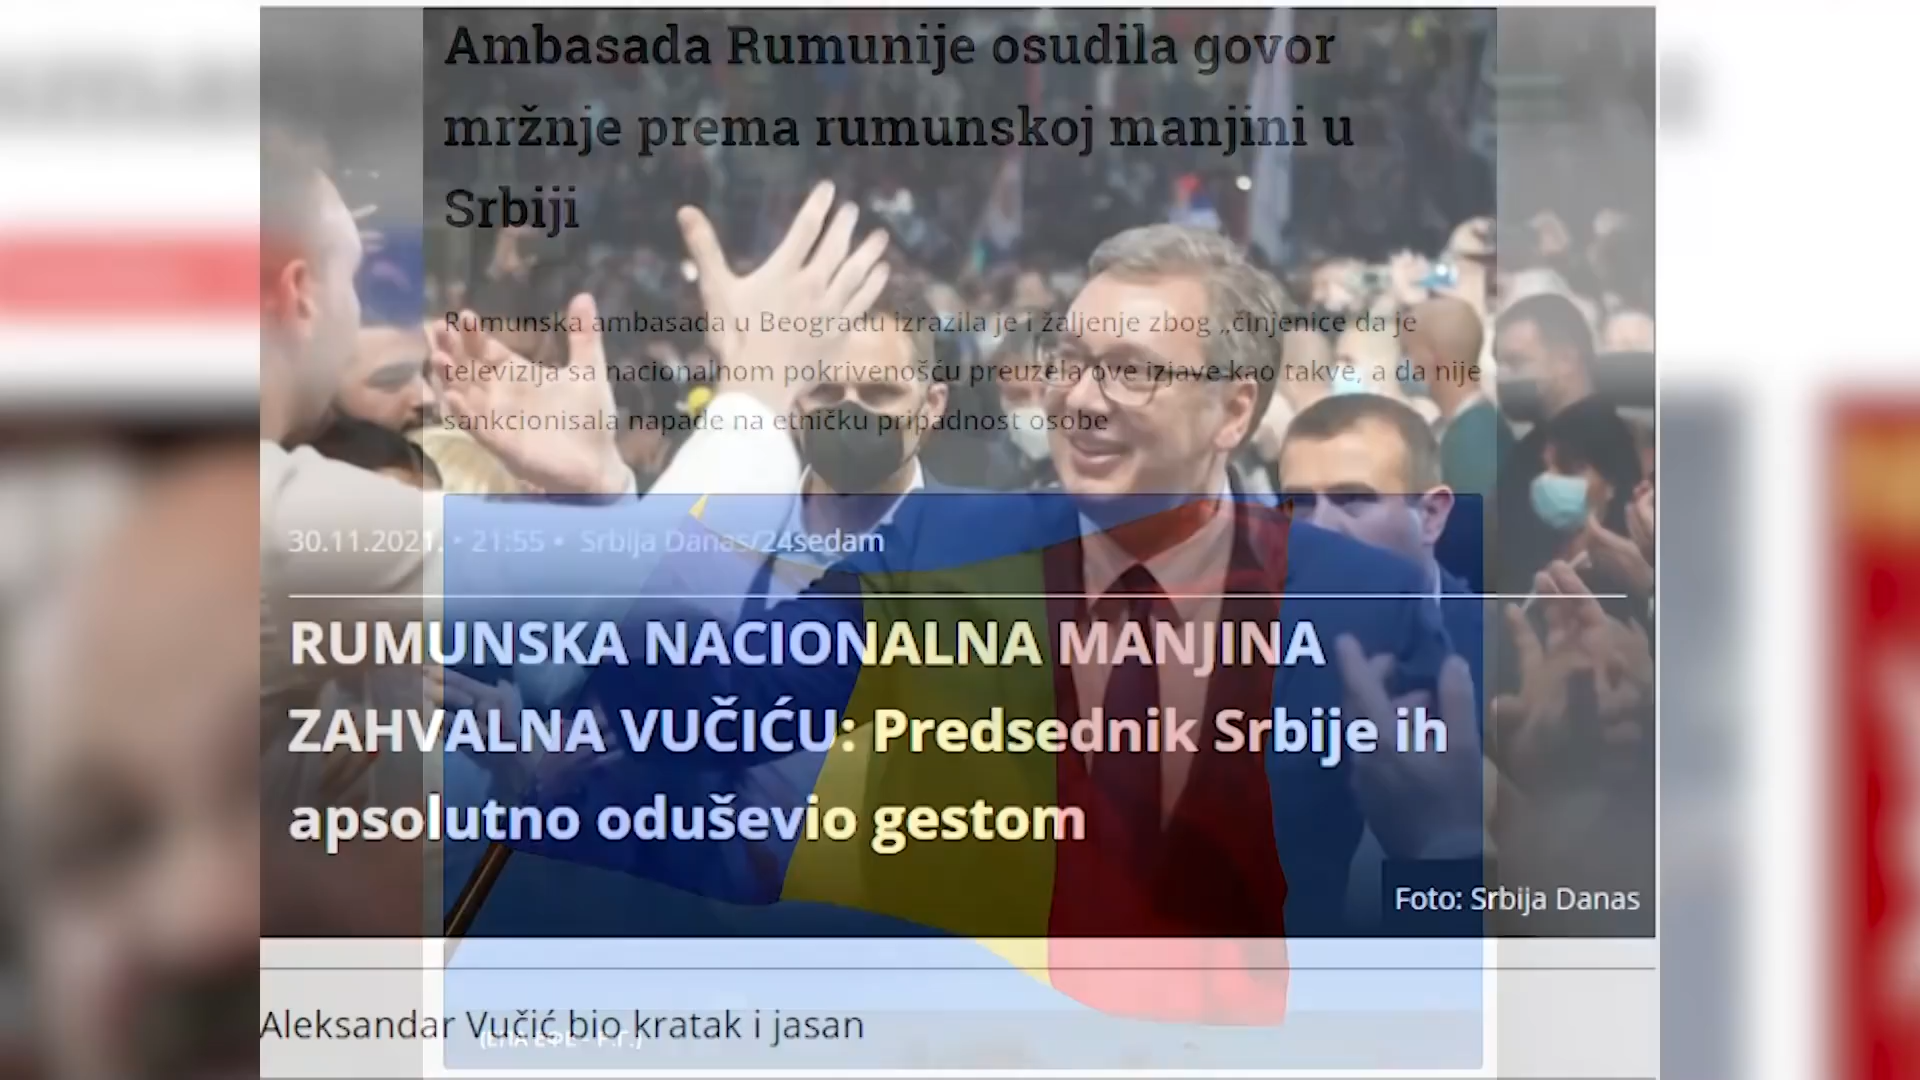 Ambasada Rumunije osudila govor
mržnje prema rumunskoj manjini u
Srbiji
Rumunska ambasada u Beogradu izrazila je i žaljenje zbog „činjenice da je
televizija sa nacionalnom pokrivenošću preuzela ove izjave kao takve, a da nije
sankcionisala napade na etničku pripadnost osobe
30.11.2021. • 21:55 • Srbija Danas/24sedam
RUMUNSKA NACIONALNA MANJINA
ZAHVALNA VUČIĆU: Predsednik Srbije ih
apsolutno oduševio gestom
Foto: Srbija Danas
Aleksandar Vučić bio kratak i jasan